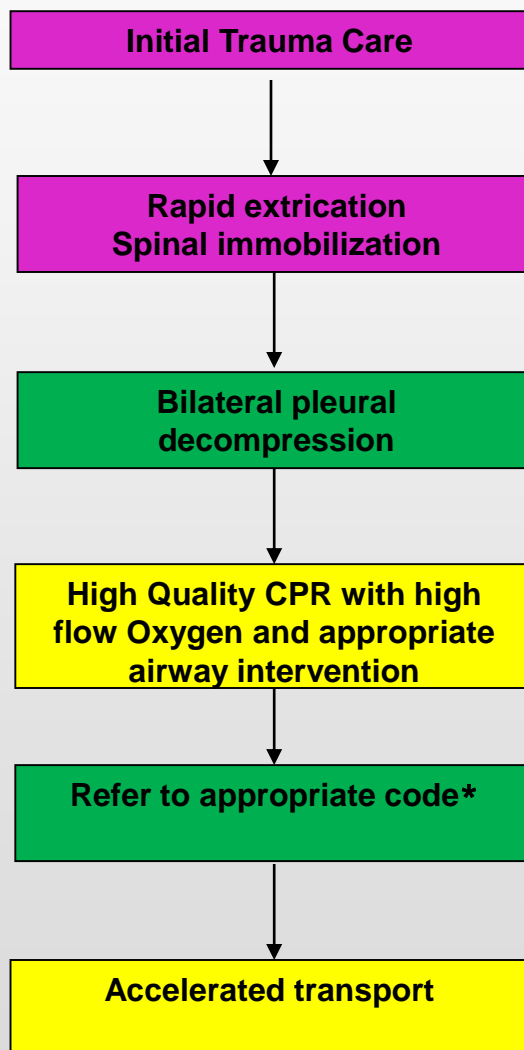 Initial Trauma Care
Rapid extrication
Spinal immobilization
Bilateral pleural
decompression
High Quality CPR with high
flow Oxygen and appropriate
airway intervention
Refer to appropriate code*
Accelerated transport